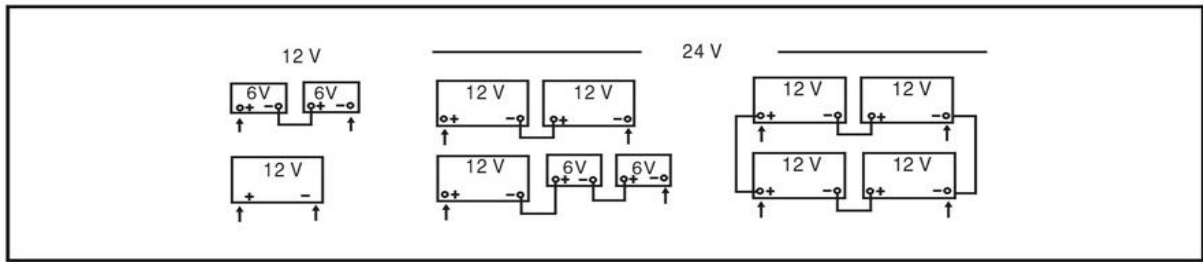 12 V
24 V
6V 6V
+ − + −
12 V 12 V
+ − + −
12 V 12 V
+ − + −
12 V
+ −
12 V 6V 6V
+ − + − + −
12 V 12 V
+ − + −